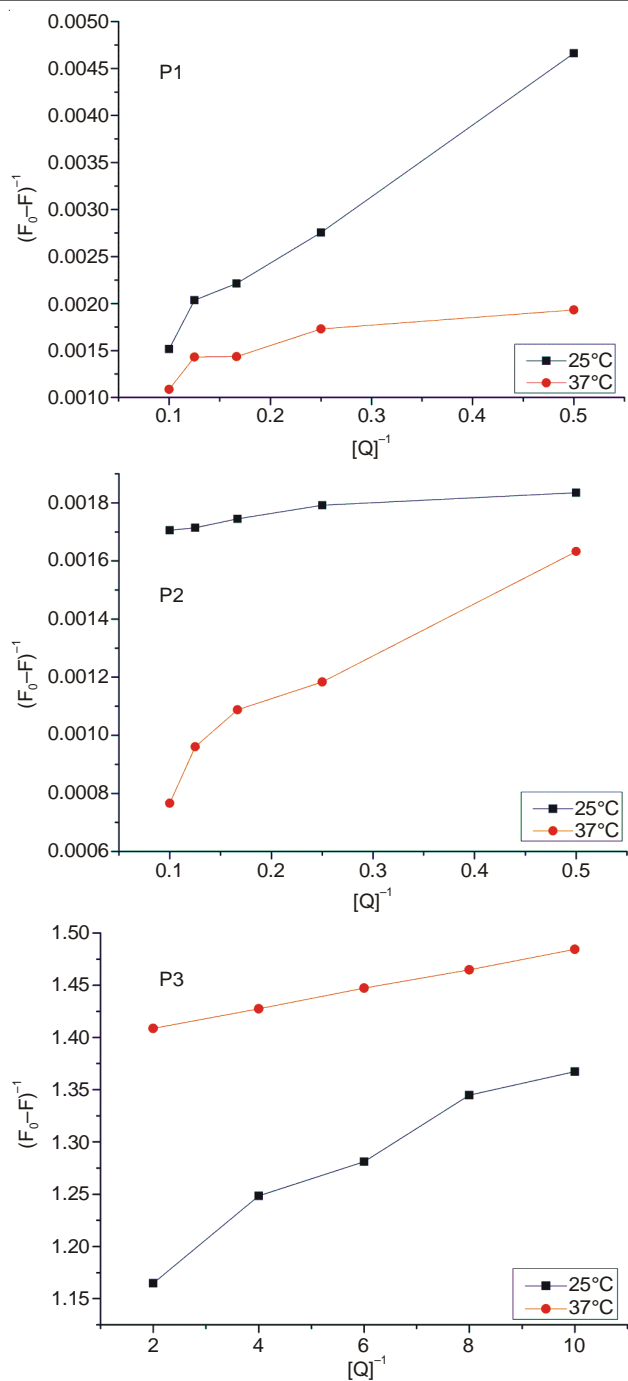 0.0050
P1
0.0045
0.0040
0.0035
(F₀–F)⁻¹
0.0030
0.0025
0.0020
0.0015
25°C
37°C
0.0010
0.1 0.2 0.3 0.4 0.5
[Q]⁻¹
0.0018
0.0016
P2
0.0014
(F₀–F)⁻¹
0.0012
0.0010
0.0008
25°C
37°C
0.0006
0.1 0.2 0.3 0.4 0.5
[Q]⁻¹
1.50
P3
1.45
1.40
1.35
(F₀–F)⁻¹
1.30
1.25
1.20
1.15
25°C
37°C
2 4 6 8 10
[Q]⁻¹